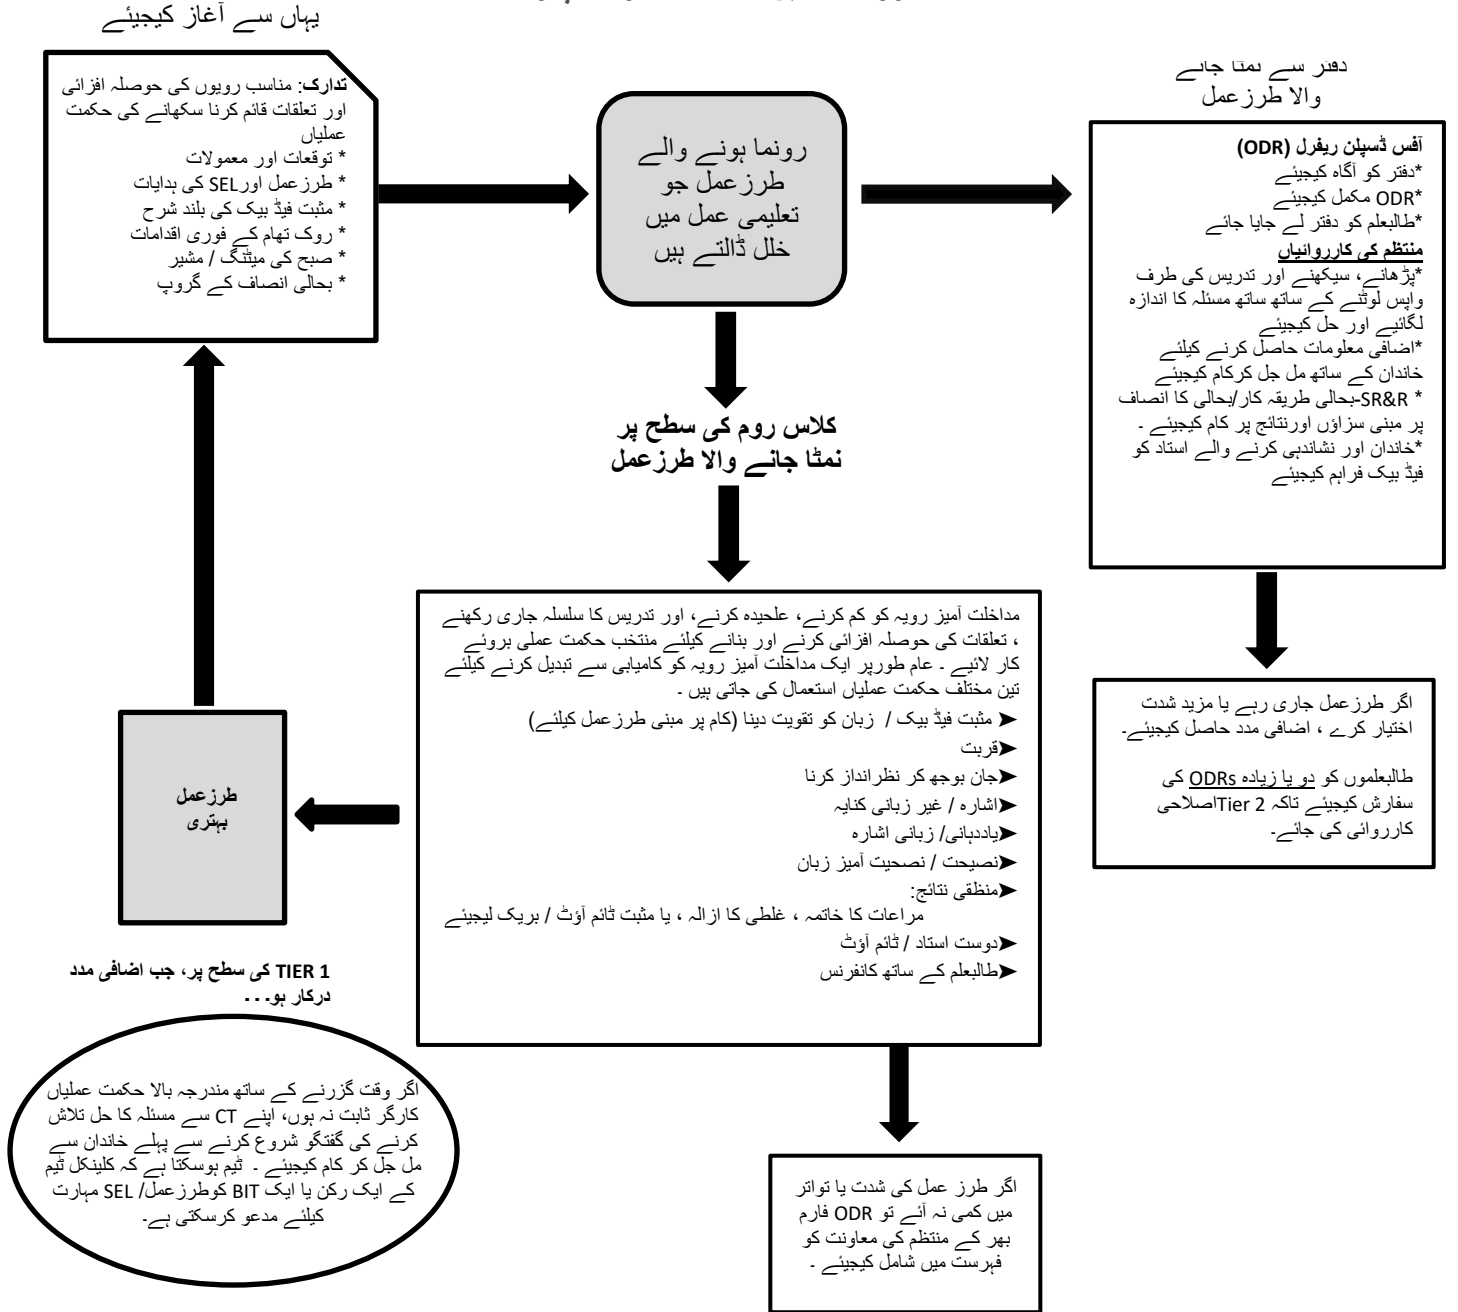 یہاں سے آغاز کیجیئے
تدارک: مناسب رویوں کی حوصلہ افزائی
اور تعلقات قائم کرنا سکھانے کی حکمت
عملیاں
* توقعات اور معمولات
* طرزعمل اورSEL کی ہدایات
* مثبت فیڈ بیک کی بلند شرح
* روک تھام کے فوری اقدامات
* صبح کی میٹنگ / مشیر
* بحالی انصاف کے گروپ
رونما ہونے والے
طرزعمل جو
تعلیمی عمل میں
خلل ڈالتے ہیں
دفتر سے نمٹا جانے
والا طرزعمل
آفس ڈسپلن ریفرل (ODR)
*دفتر کو آگاہ کیجیئے
*ODR مکمل کیجیئے
*طالبعلم کو دفتر لے جایا جائے
منتظم کی کارروائیاں
*پڑھانے، سیکھنے اور تدریس کی طرف
واپس لوٹنے کے ساتھ ساتھ مسئلہ کا اندازہ
لگائیے اور حل کیجیئے
*اضافی معلومات حاصل کرنے کیلئے
خاندان کے ساتھ مل جل کرکام کیجیئے
* SR&R-بحالی طریقہ کار/بحالی کا انصاف
پر مبنی سزاؤں اورنتائج پر کام کیجیئے ۔
*خاندان اور نشاندہی کرنے والے استاد کو
فیڈ بیک فراہم کیجیئے
کلاس روم کی سطح پر
نمٹا جانے والا طرزعمل
مداخلت آمیز رویہ کو کم کرنے، علحیدہ کرنے، اور تدریس کا سلسلہ جاری رکھنے
، تعلقات کی حوصلہ افزائی کرنے اور بنانے کیلئے منتخب حکمت عملی بروئے
کار لائیے ۔ عام طورپر ایک مداخلت آمیز رویہ کو کامیابی سے تبدیل کرنے کیلئے
تین مختلف حکمت عملیاں استعمال کی جاتی ہیں ۔
➤ مثبت فیڈ بیک / زبان کو تقویت دینا (کام پر مبنی طرزعمل کیلئے)
➤قربت
➤جان بوجھ کر نظرانداز کرنا
➤اشارہ / غیر زبانی کنایہ
➤یاددہانی/ زبانی اشارہ
➤نصیحت / نصحیت آمیز زبان
➤منظقی نتائج:
مراعات کا خاتمہ ، غلطی کا ازالہ ، یا مثبت ٹائم آؤٹ / بریک لیجیئے
➤دوست استاد / ٹائم آؤٹ
➤طالبعلم کے ساتھ کانفرنس
اگر طرزعمل جاری رہے یا مزید شدت
اختیار کرے ، اضافی مدد حاصل کیجیئے۔
طالبعلموں کو دو یا زیادہ ODRs کی
سفارش کیجیئے تاکہ Tier 2اصلاحی
کارروائی کی جائے۔
طرزعمل
بہتری
TIER 1 کی سطح پر، جب اضافی مدد
درکار ہو۔۔۔
اگر وقت گزرنے کے ساتھ مندرجہ بالا حکمت عملیاں
کارگر ثابت نہ ہوں، اپنے CT سے مسئلہ کا حل تلاش
کرنے کی گفتگو شروع کرنے سے پہلے خاندان سے
مل جل کر کام کیجیئے ۔ ٹیم ہوسکتا ہے کہ کلینکل ٹیم
کے ایک رکن یا ایک BIT کوطرزعمل/ SEL مہارت
کیلئے مدعو کرسکتی ہے۔
اگر طرز عمل کی شدت یا تواتر
میں کمی نہ آئے تو ODR فارم
بھر کے منتظم کی معاونت کو
فہرست میں شامل کیجیئے ۔